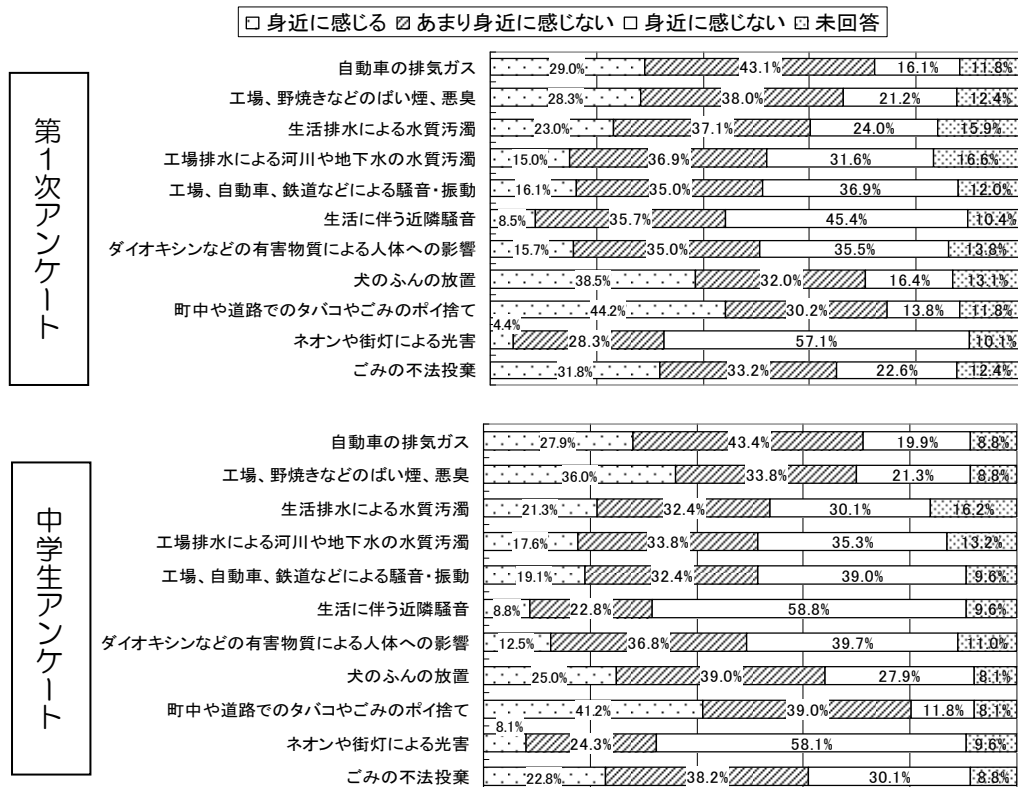 身近に感じる あまり身近に感じない 身近に感じない 未回答
第1次アンケート
自動車の排気ガス 29.0% 43.1% 16.1% 11.8%
工場、野焼きなどのばい煙、悪臭 28.3% 38.0% 21.2% 12.4%
生活排水による水質汚濁 23.0% 37.1% 24.0% 15.9%
工場排水による河川や地下水の水質汚濁 15.0% 36.9% 31.6% 16.6%
工場、自動車、鉄道などによる騒音・振動 16.1% 35.0% 36.9% 12.0%
生活に伴う近隣騒音 8.5% 35.7% 45.4% 10.4%
ダイオキシンなどの有害物質による人体への影響 15.7% 35.0% 35.5% 13.8%
犬のふんの放置 38.5% 32.0% 16.4% 13.1%
町中や道路でのタバコやごみのポイ捨て 44.2% 30.2% 13.8% 11.8%
ネオンや街灯による光害 4.4% 28.3% 57.1% 10.1%
ごみの不法投棄 31.8% 33.2% 22.6% 12.4%
中学生アンケート
自動車の排気ガス 27.9% 43.4% 19.9% 8.8%
工場、野焼きなどのばい煙、悪臭 36.0% 33.8% 21.3% 8.8%
生活排水による水質汚濁 21.3% 32.4% 30.1% 16.2%
工場排水による河川や地下水の水質汚濁 17.6% 33.8% 35.3% 13.2%
工場、自動車、鉄道などによる騒音・振動 19.1% 32.4% 39.0% 9.6%
生活に伴う近隣騒音 8.8% 22.8% 58.8% 9.6%
ダイオキシンなどの有害物質による人体への影響 12.5% 36.8% 39.7% 11.0%
犬のふんの放置 25.0% 39.0% 27.9% 8.1%
町中や道路でのタバコやごみのポイ捨て 41.2% 39.0% 11.8% 8.1%
ネオンや街灯による光害 8.1% 24.3% 58.1% 9.6%
ごみの不法投棄 22.8% 38.2% 30.1% 8.8%